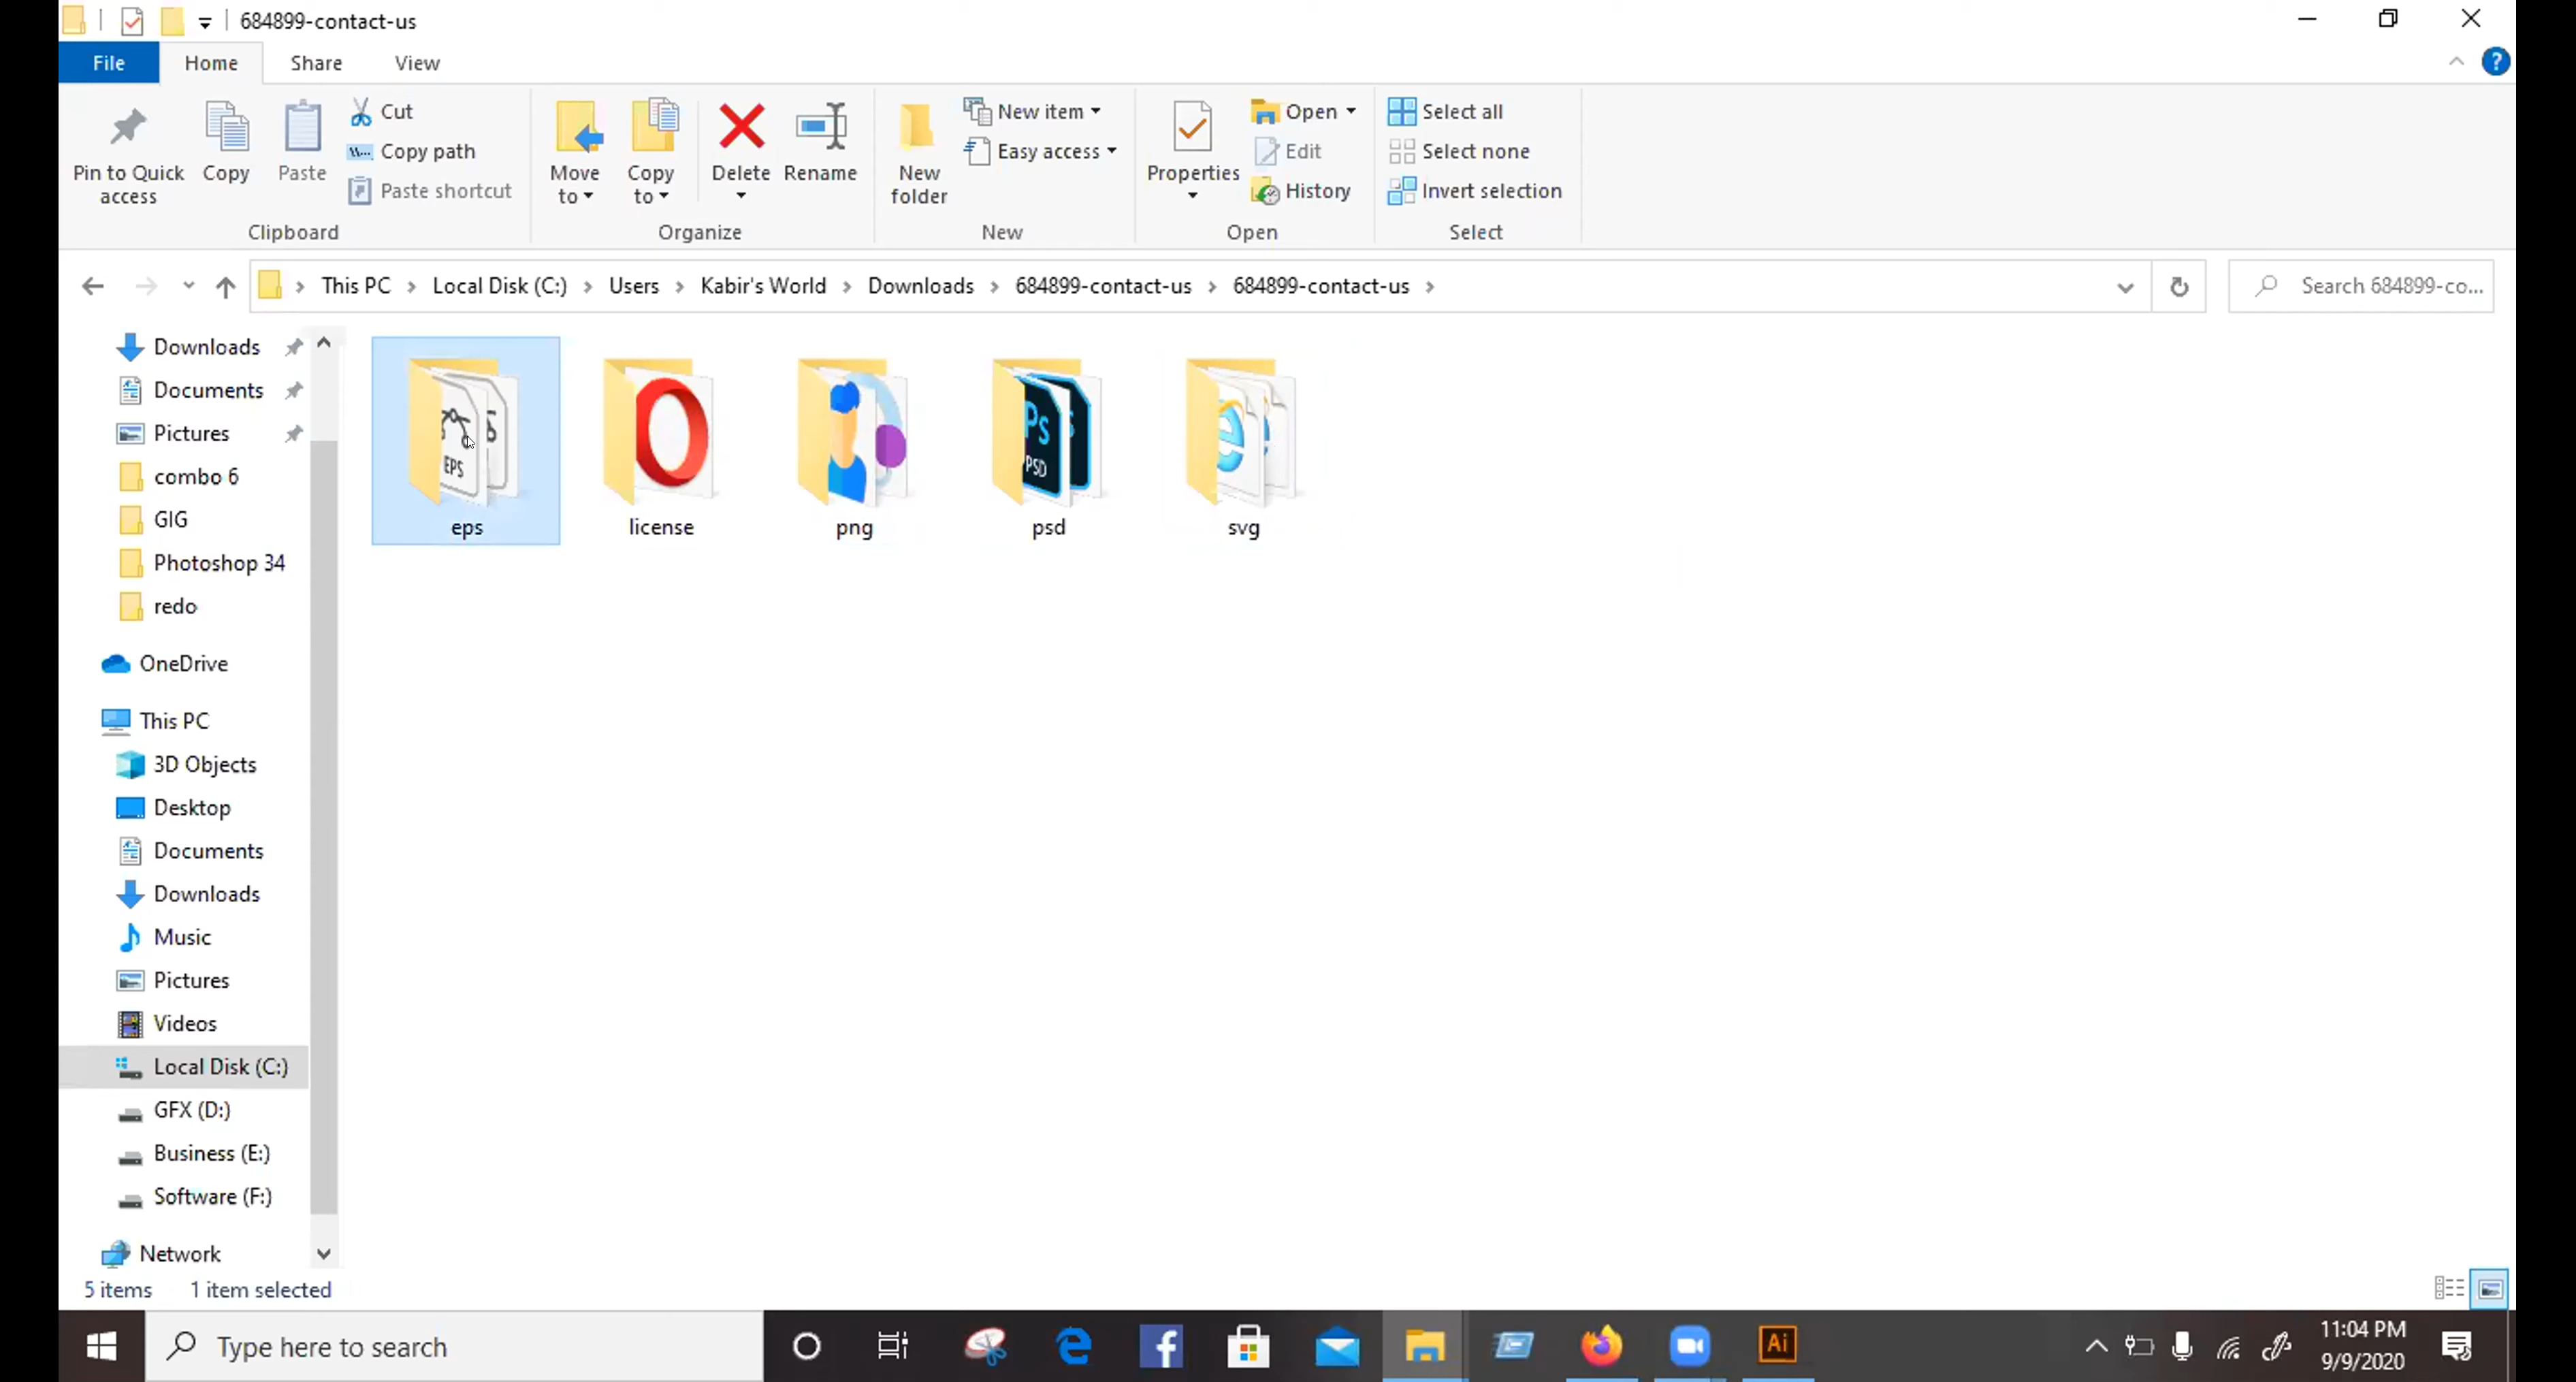 684899-contact-us
File Home Share View
Pin to Quick access
Copy
Paste
Cut
Copy path
Paste shortcut
Clipboard
Move to
Copy to
Delete
Rename
Organize
New folder
New item
Easy access
New
Properties
Open
Edit
History
Open
Select all
Select none
Invert selection
Select
This PC Local Disk (C:) Users Kabir's World Downloads 684899-contact-us 684899-contact-us
Search 684899-co...
Downloads
Documents
Pictures
combo 6
GIG
Photoshop 34
redo
OneDrive
This PC
3D Objects
Desktop
Documents
Downloads
Music
Pictures
Videos
Local Disk (C:)
GFX (D:)
Business (E:)
Software (F:)
Network
EPS
Ps
PSD
eps license png psd svg
5 items 1 item selected
Type here to search
Ai
11:04 PM
9/9/2020